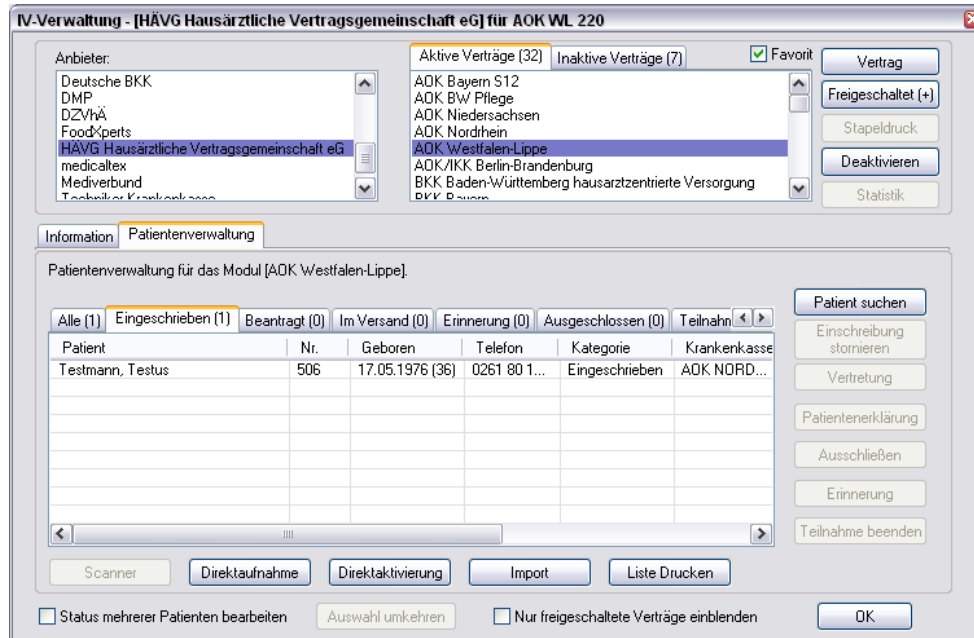 IV-Verwaltung - [HÄVG Hausärztliche Vertragsgemeinschaft eG] für AOK WL 220
Anbieter:
Deutsche BKK
DMP
DZVhÄ
FoodXperts
HÄVG Hausärztliche Vertragsgemeinschaft eG
medicaltex
Mediverbund
Techniker Krankenkasse
Aktive Verträge (32) Inaktive Verträge (7)
Favorit
AOK Bayern S12
AOK BW Pflege
AOK Niedersachsen
AOK Nordrhein
AOK Westfalen-Lippe
AOK/IKK Berlin-Brandenburg
BKK Baden-Württemberg hausarztzentrierte Versorgung
BKK Bayern
Vertrag
Freigeschaltet (+)
Stapeldruck
Deaktivieren
Statistik
Information Patientenverwaltung
Patientenverwaltung für das Modul [AOK Westfalen-Lippe].
Alle (1) Eingeschrieben (1) Beantragt (0) Im Versand (0) Erinnerung (0) Ausgeschlossen (0) Teilnahn
Patient Nr. Geboren Telefon Kategorie Krankenkasse
Testmann, Testus 506 17.05.1976 (36) 0261 80 1... Eingeschrieben AOK NORD...
Patient suchen
Einschreibung
stornieren
Vertretung
Patientenerklärung
Ausschließen
Erinnerung
Teilnahme beenden
Scanner Direktaufnahme Direktaktivierung Import Liste Drucken
Status mehrerer Patienten bearbeiten Auswahl umkehren Nur freigeschaltete Verträge einblenden OK